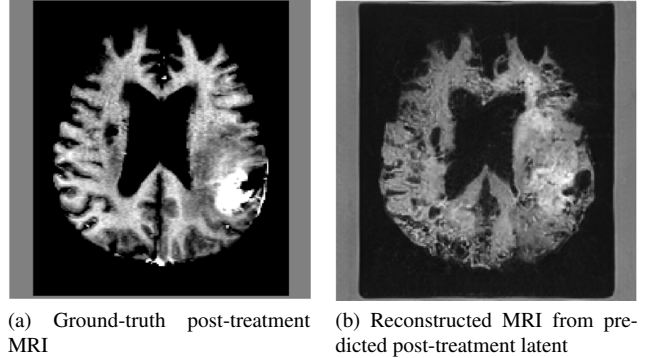 (a) Ground-truth post-treatment
MRI
(b) Reconstructed MRI from pre-
dicted post-treatment latent